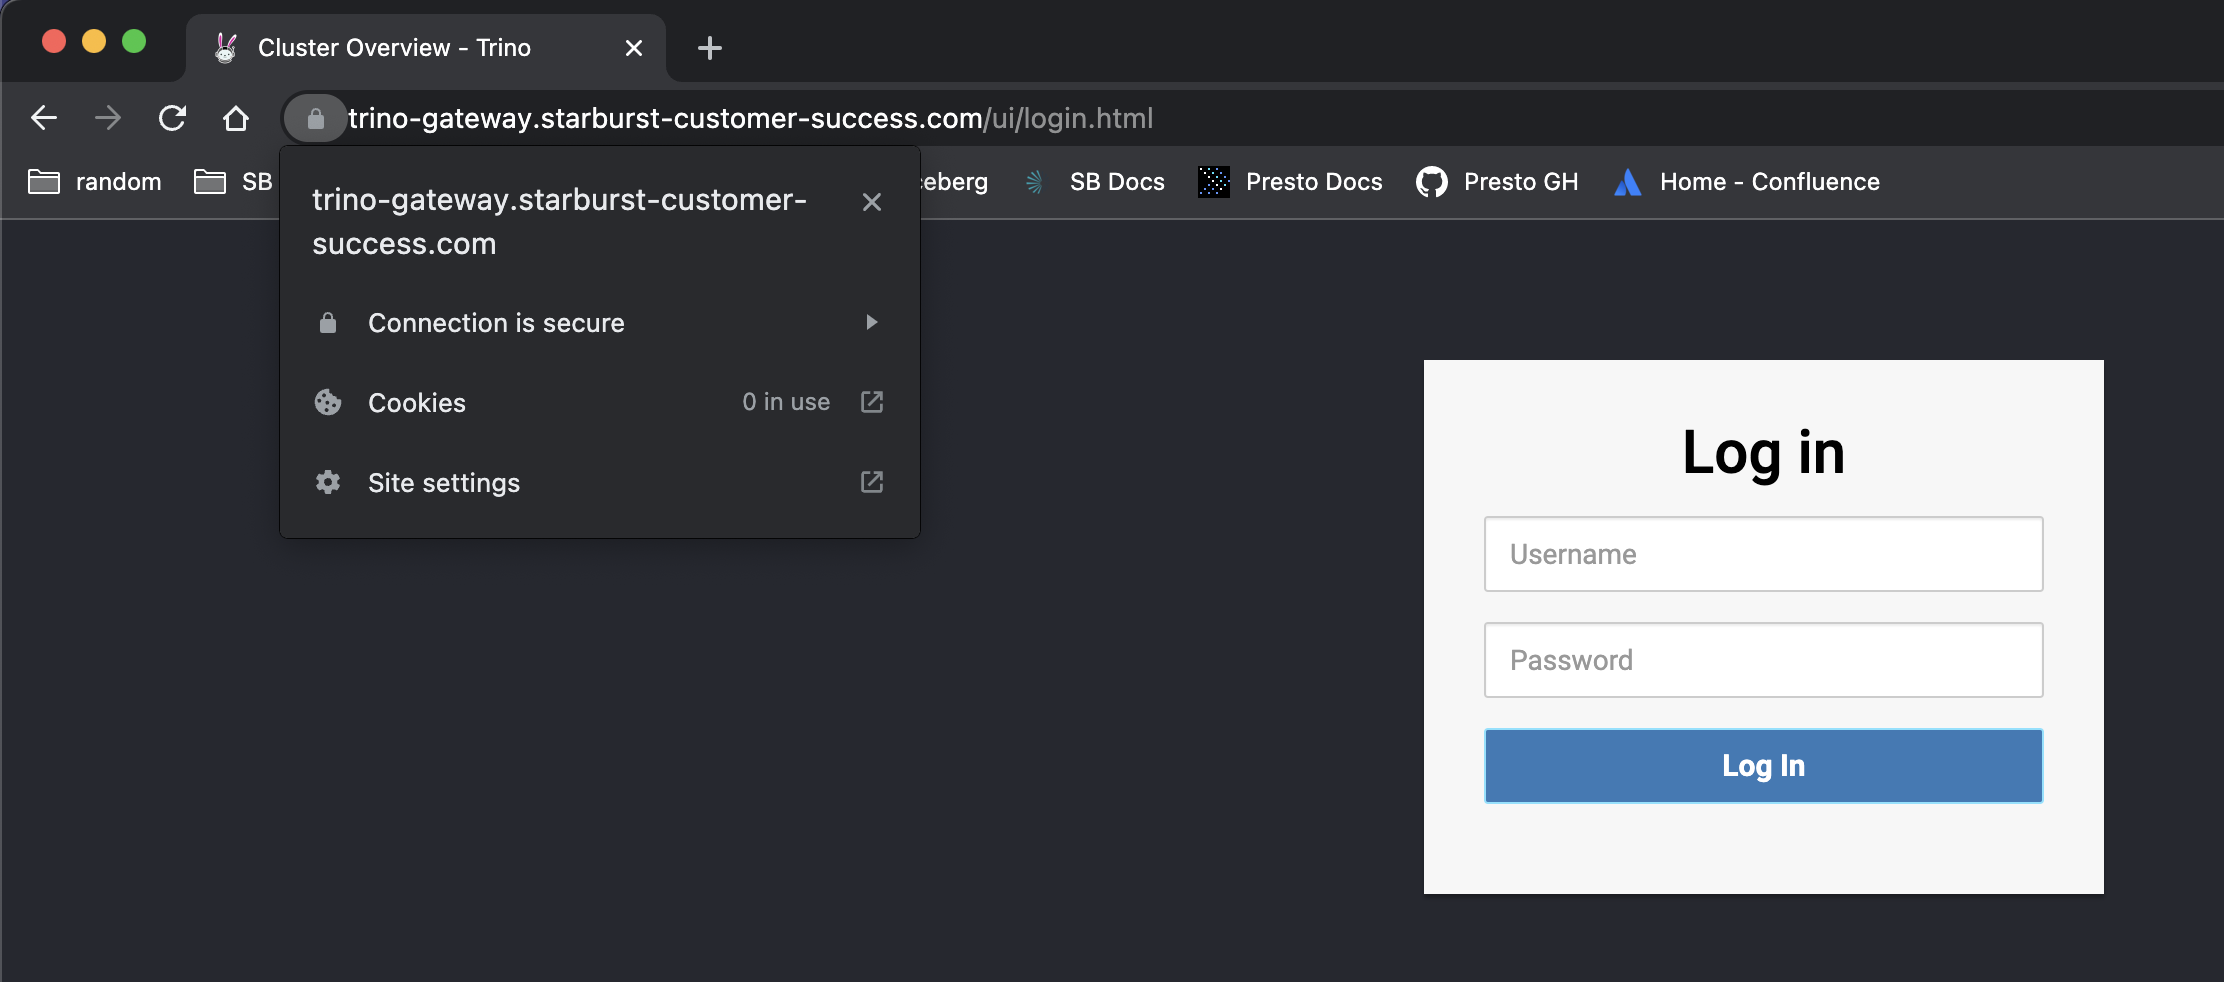 Cluster Overview - Trino
trino-gateway.starburst-customer-success.com/ui/login.html
random SB ceberg SB Docs Presto Docs Presto GH Home - Confluence
trino-gateway.starburst-customer-
success.com
Connection is secure
Cookies 0 in use
Site settings
Log in
Username
Password
Log In